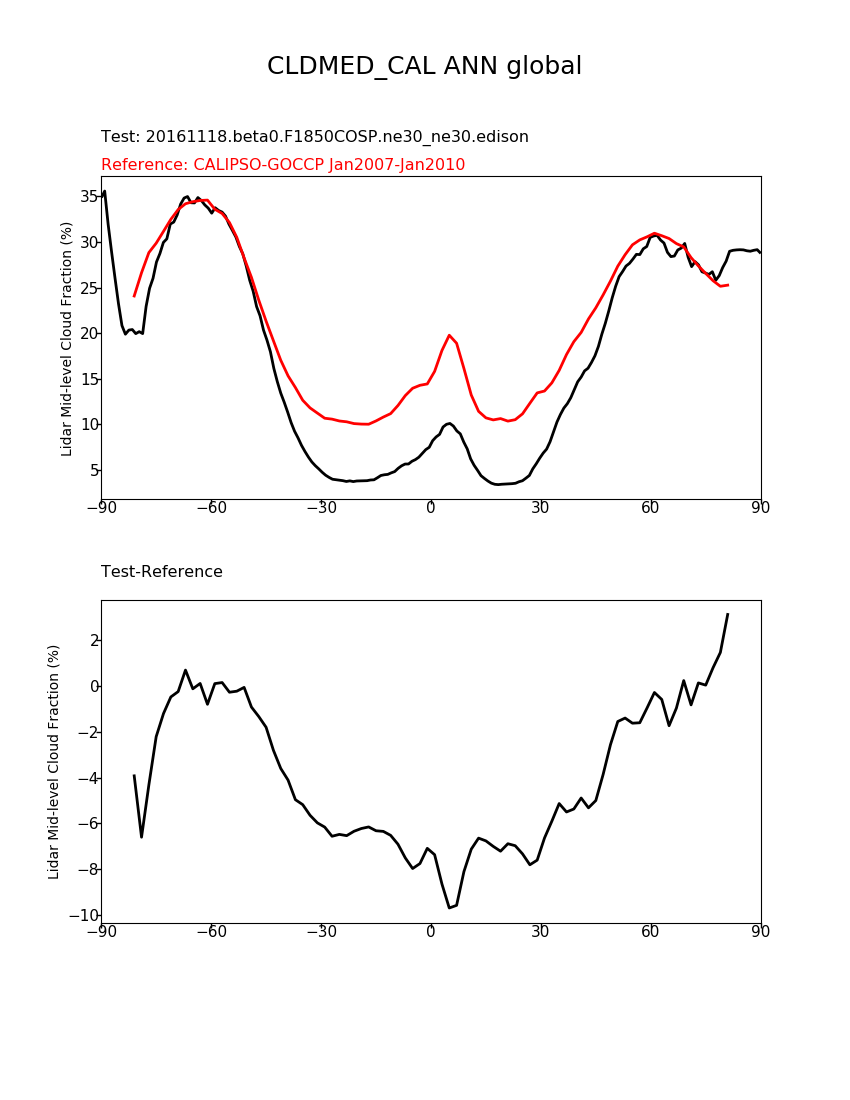 CLDMED_CAL ANN global
Test: 20161118.beta0.F1850COSP.ne30_ne30.edison
Reference: CALIPSO-GOCCP Jan2007-Jan2010
Lidar Mid-level Cloud Fraction (%)
35
30
25
20
15
10
5
−90 −60 −30 0 30 60 90
Test-Reference
Lidar Mid-level Cloud Fraction (%)
2
0
−2
−4
−6
−8
−10
−90 −60 −30 0 30 60 90